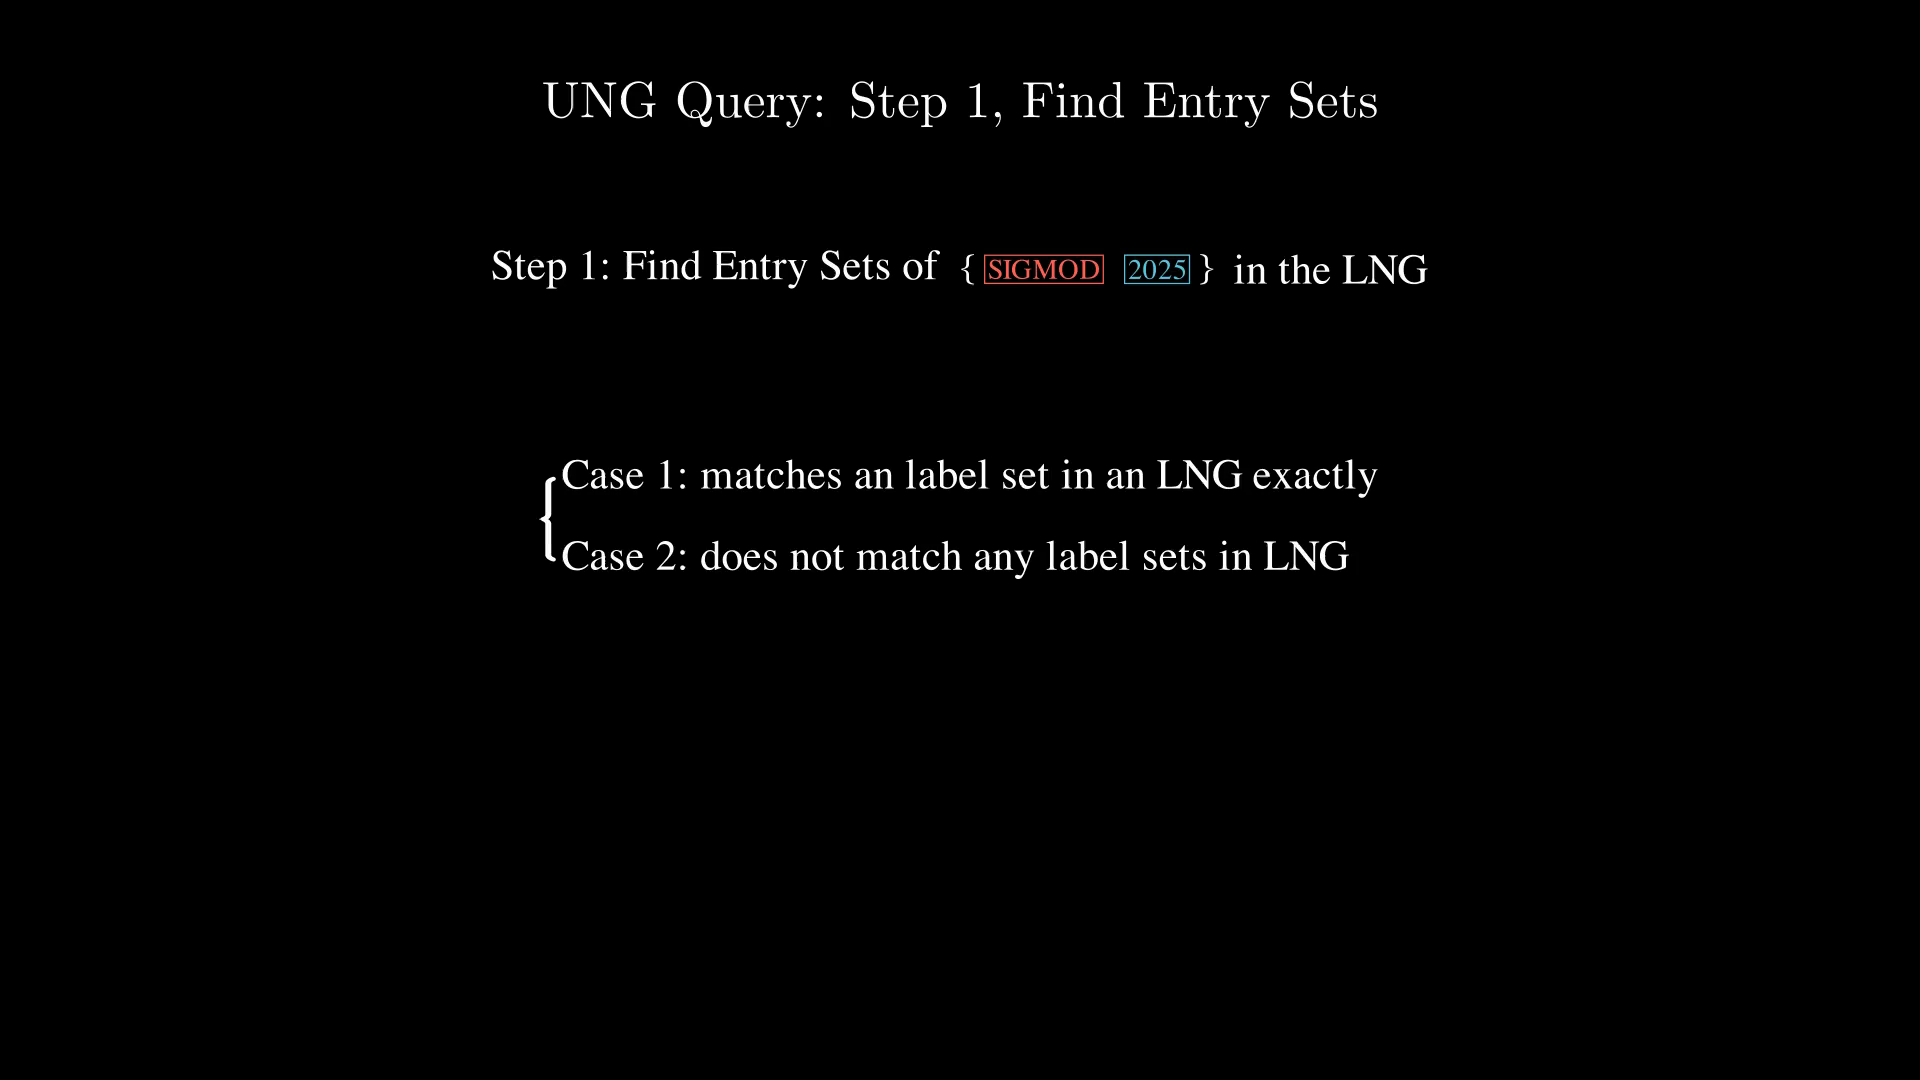 UNG Query: Step 1, Find Entry Sets
Step 1: Find Entry Sets of { SIGMOD 2025 } in the LNG
Case 1: matches an label set in an LNG exactly
Case 2: does not match any label sets in LNG